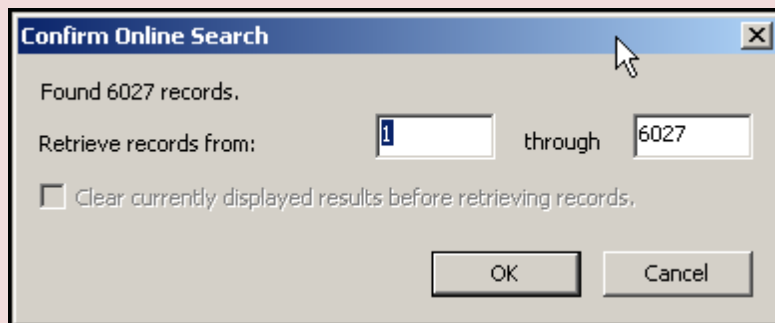 Confirm Online Search
Found 6027 records.
Retrieve records from: 1 through 6027
Clear currently displayed results before retrieving records.
OK Cancel